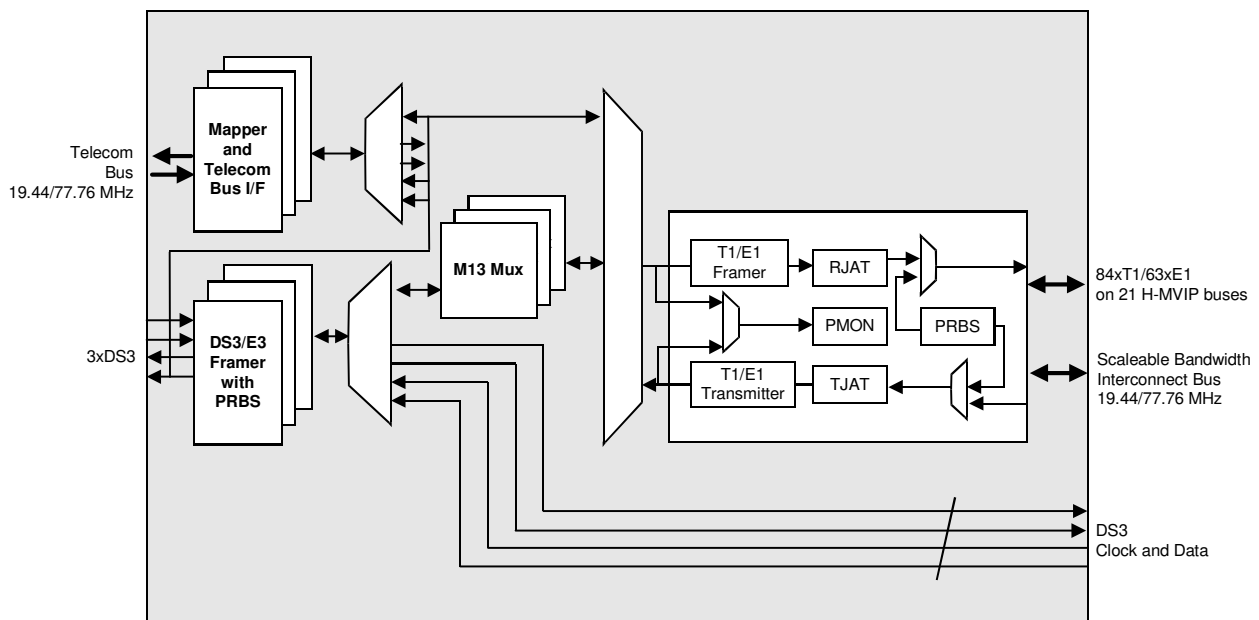 Mapper
and
Telecom
Bus I/F
Telecom
Bus
19.44/77.76 MHz
M13 Mux
T1/E1
Framer
RJAT
PMON
PRBS
T1/E1
Transmitter
TJAT
84xT1/63xE1
on 21 H-MVIP buses
Scaleable Bandwidth
Interconnect Bus
19.44/77.76 MHz
3xDS3
DS3/E3
Framer
with
PRBS
DS3
Clock and Data